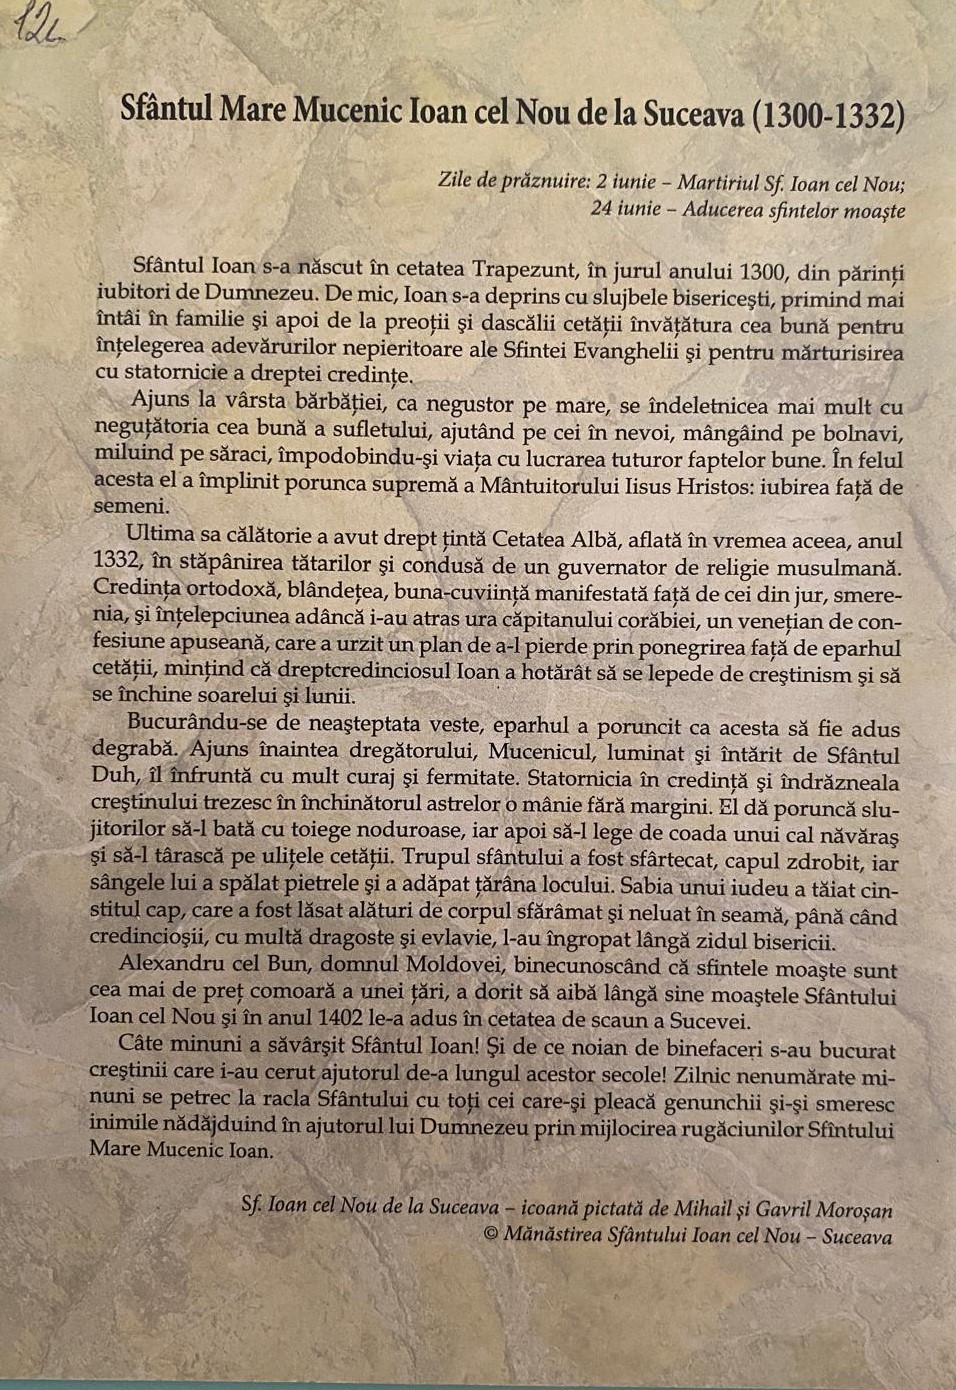 12L
Sfântul Mare Mucenic Ioan cel Nou de la Suceava (1300-1332)
Zile de prăznuire: 2 iunie – Martiriul Sf. Ioan cel Nou;
24 iunie – Aducerea sfintelor moaşte
Sfântul Ioan s-a născut în cetatea Trapezunt, în jurul anului 1300, din părinţi
iubitori de Dumnezeu. De mic, Ioan s-a deprins cu slujbele bisericeşti, primind mai
întâi în familie şi apoi de la preoţii şi dascălii cetăţii învăţătura cea bună pentru
înţelegerea adevărurilor nepieritoare ale Sfintei Evanghelii şi pentru mărturisirea
cu statornicie a dreptei credinţe.
Ajuns la vârsta bărbăţiei, ca negustor pe mare, se îndeletnicea mai mult cu
neguţătoria cea bună a sufletului, ajutând pe cei în nevoi, mângâind pe bolnavi,
miluind pe săraci, împodobindu-şi viaţa cu lucrarea tuturor faptelor bune. În felul
acesta el a împlinit porunca supremă a Mântuitorului Iisus Hristos: iubirea faţă de
semeni.
Ultima sa călătorie a avut drept ţintă Cetatea Albă, aflată în vremea aceea, anul
1332, în stăpânirea tătarilor şi condusă de un guvernator de religie musulmană.
Credinţa ortodoxă, blândeţea, buna-cuviinţă manifestată faţă de cei din jur, smere-
nia, şi înţelepciunea adâncă i-au atras ura căpitanului corăbiei, un veneţian de con-
fesiune apuseană, care a urzit un plan de a-l pierde prin ponegrirea faţă de eparhul
cetăţii, minţind că dreptcredinciosul Ioan a hotărât să se lepede de creştinism şi să
se închine soarelui şi lunii.
Bucurându-se de neaşteptata veste, eparhul a poruncit ca acesta să fie adus
degrabă. Ajuns înaintea dregătorului, Mucenicul, luminat şi întărit de Sfântul
Duh, îl înfruntă cu mult curaj şi fermitate. Statornicia în credinţă şi îndrăzneala
creştinului trezesc în închinătorul astrelor o mânie fără margini. El dă poruncă slu-
jitorilor să-l bată cu toiege noduroase, iar apoi să-l lege de coada unui cal năvăraş
şi să-l târască pe uliţele cetăţii. Trupul sfântului a fost sfârtecat, capul zdrobit, iar
sângele lui a spălat pietrele şi a adăpat ţărâna locului. Sabia unui iudeu a tăiat cin-
stitul cap, care a fost lăsat alături de corpul sfărâmat şi neluat în seamă, până când
credincioşii, cu multă dragoste şi evlavie, l-au îngropat lângă zidul bisericii.
Alexandru cel Bun, domnul Moldovei, binecunoscând că sfintele moaşte sunt
cea mai de preţ comoară a unei ţări, a dorit să aibă lângă sine moaştele Sfântului
Ioan cel Nou şi în anul 1402 le-a adus în cetatea de scaun a Sucevei.
Câte minuni a săvârşit Sfântul Ioan! Şi de ce noian de binefaceri s-au bucurat
creştinii care i-au cerut ajutorul de-a lungul acestor secole! Zilnic nenumărate mi-
nuni se petrec la racla Sfântului cu toţi cei care-şi pleacă genunchii şi-şi smeresc
inimile nădăjduind în ajutorul lui Dumnezeu prin mijlocirea rugăciunilor Sfîntului
Mare Mucenic Ioan.
Sf. Ioan cel Nou de la Suceava – icoană pictată de Mihail şi Gavril Moroşan
© Mănăstirea Sfântului Ioan cel Nou – Suceava